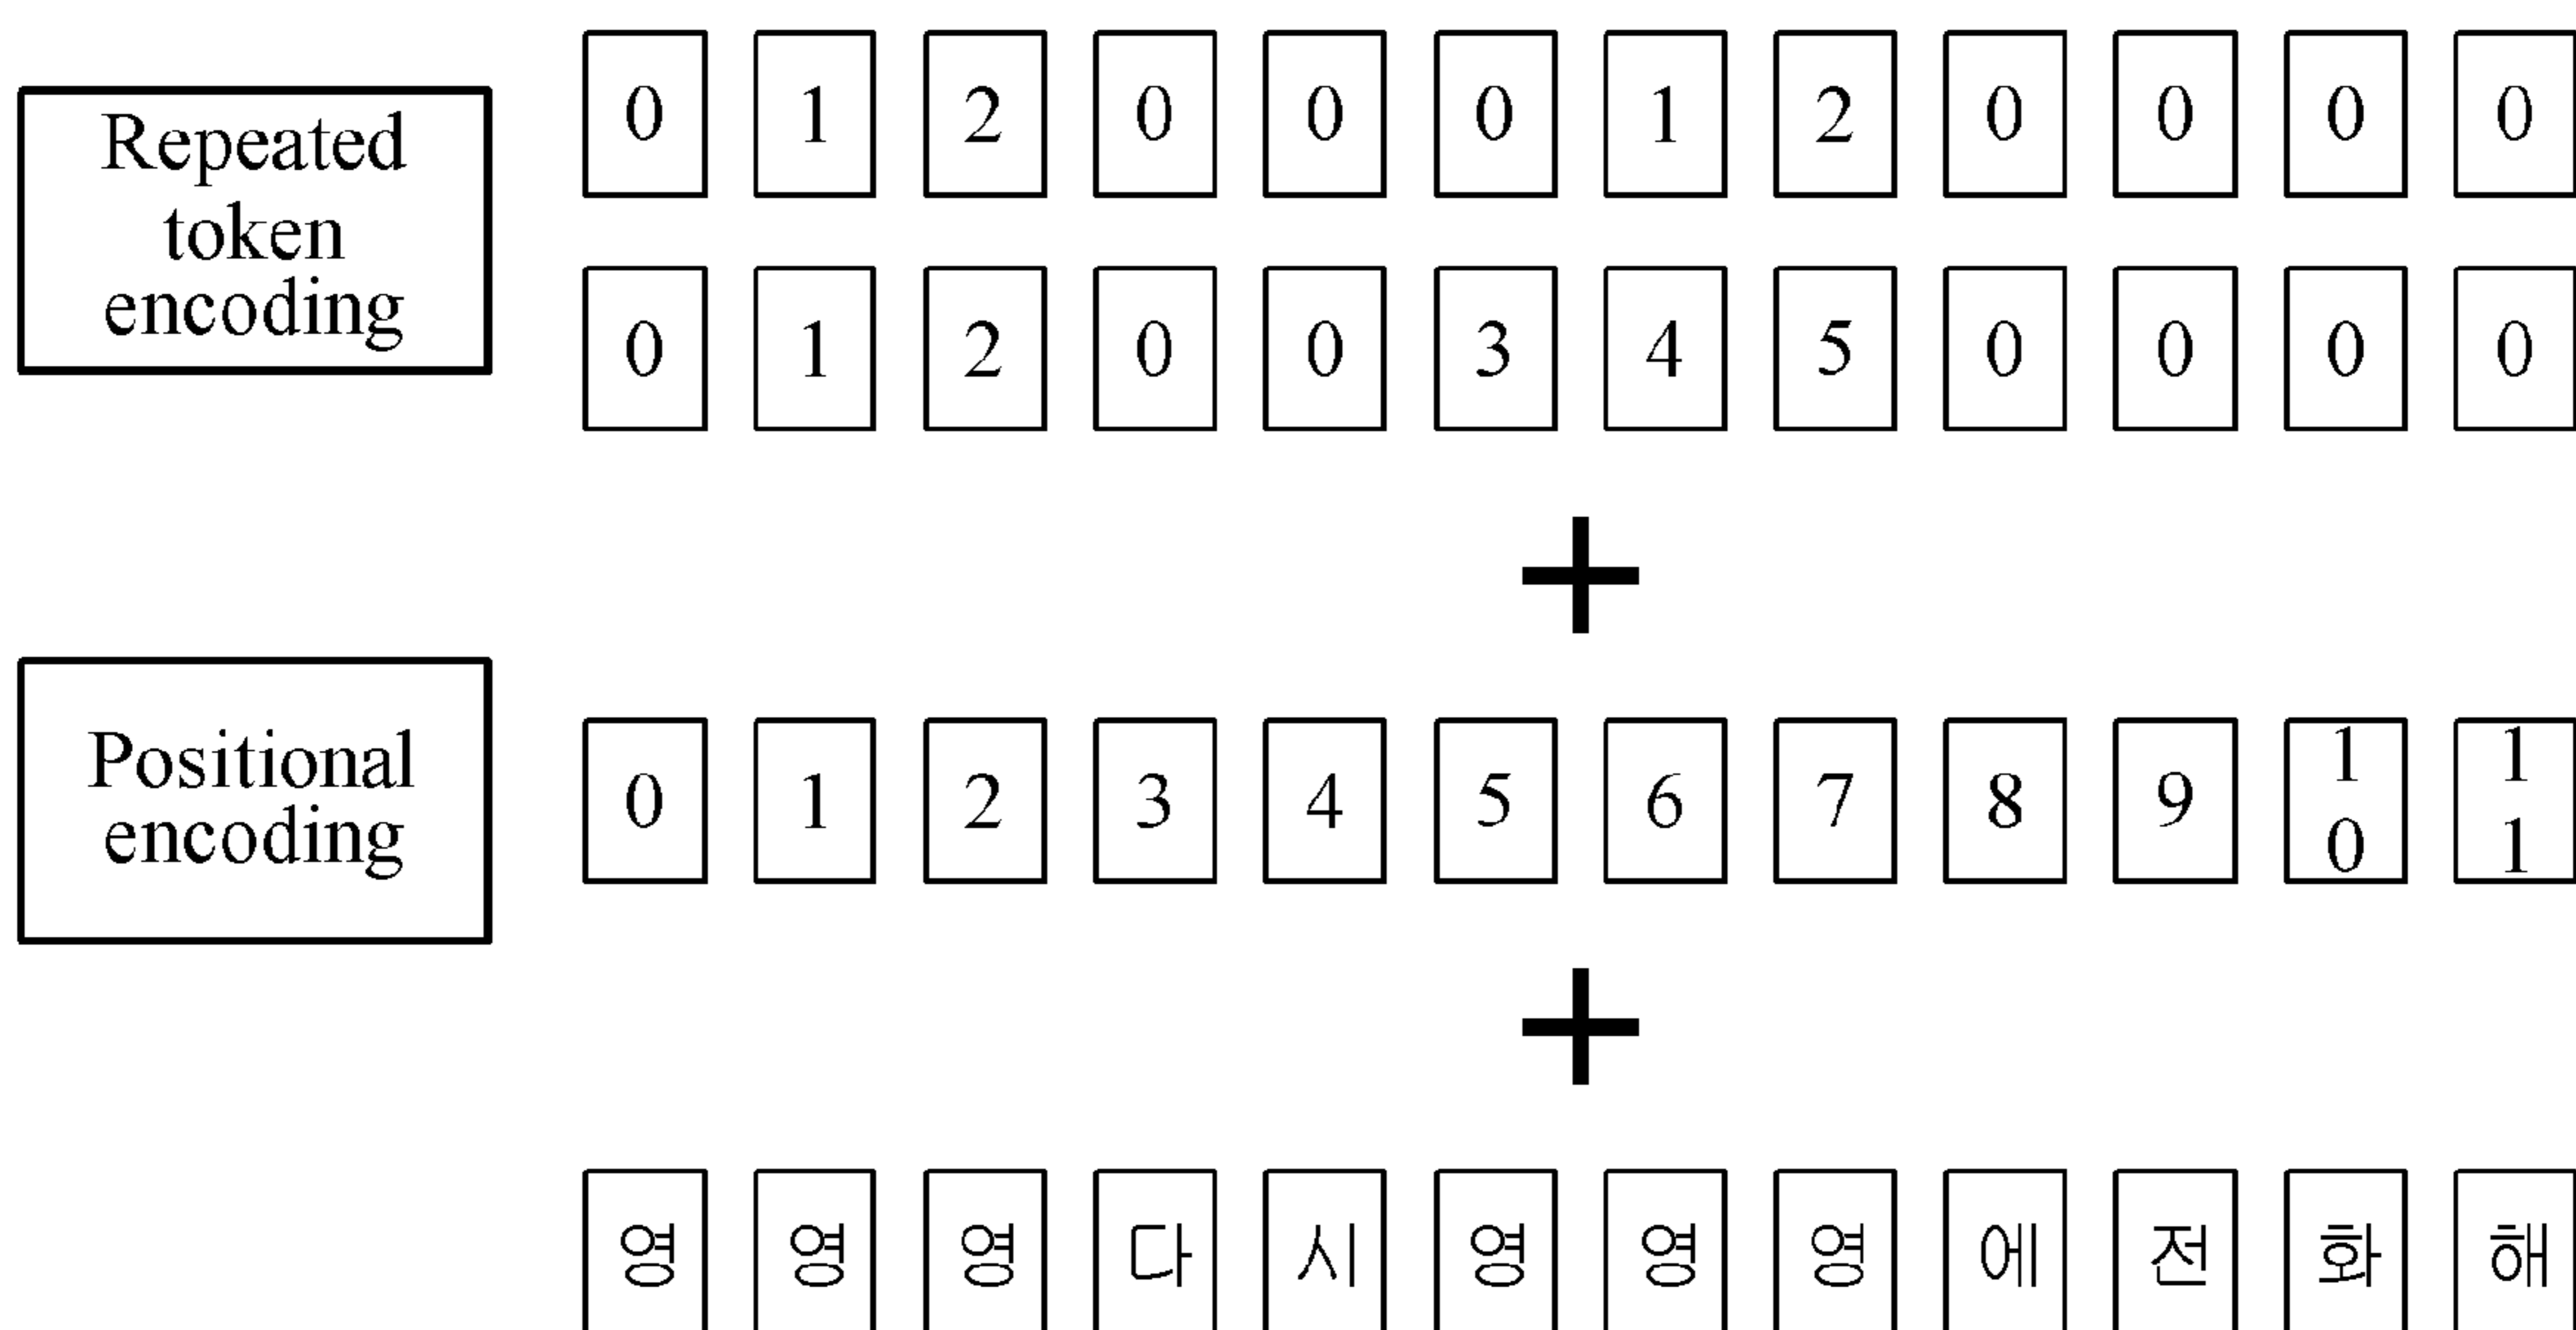 Repeated
token
encoding
0 1 2 0 0 0 1 2 0 0 0 0
0 1 2 0 0 3 4 5 0 0 0 0
+
Positional
encoding
0 1 2 3 4 5 6 7 8 9 10 11
+
영 영 영 다 시 영 영 영 에 전 화 해